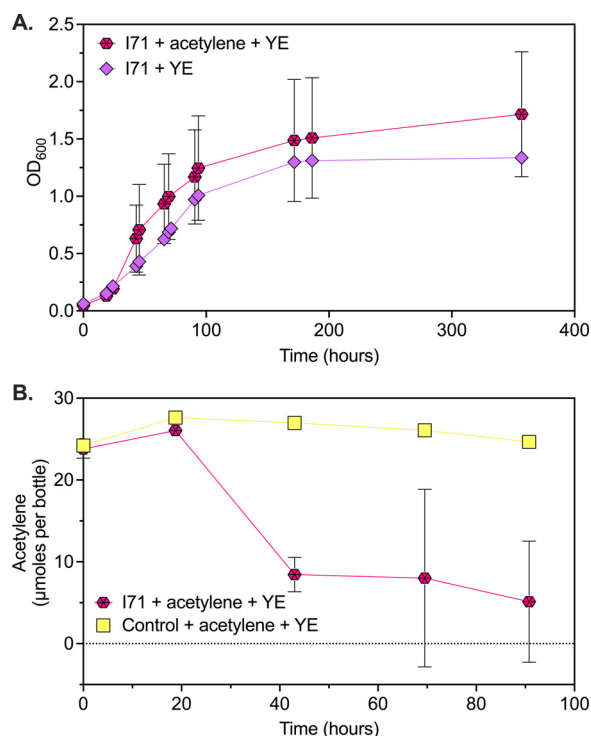 A.
I71 + acetylene + YE
I71 + YE
OD600
2.5
2.0
1.5
1.0
0.5
0.0
0 100 200 300 400
Time (hours)
B.
Acetylene
(μmoles per bottle)
30
20
10
0
I71 + acetylene + YE
Control + acetylene + YE
0 20 40 60 80 100
Time (hours)